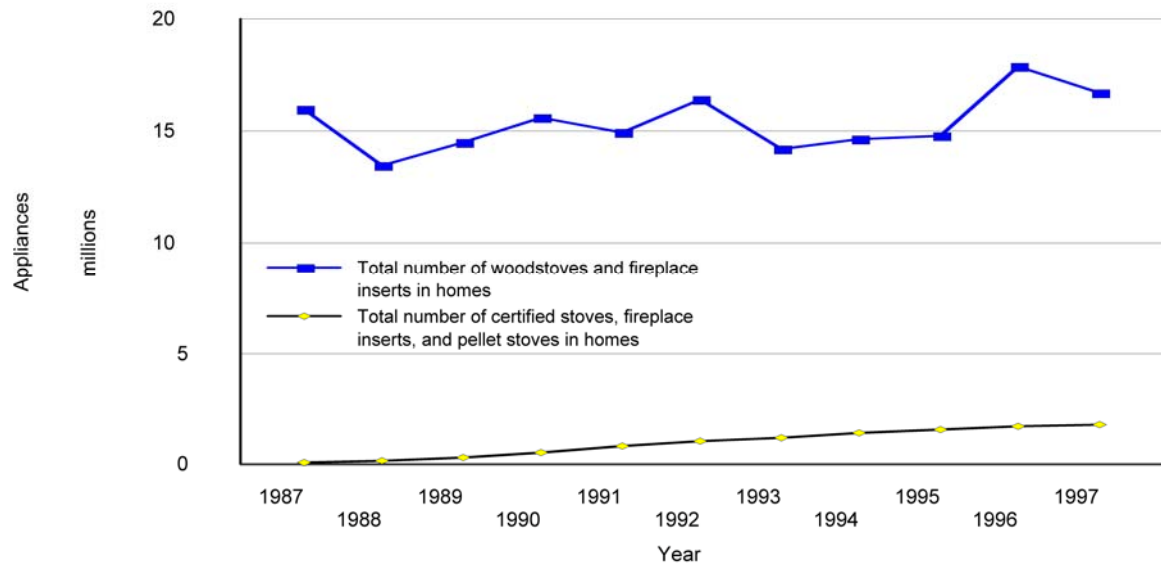 20
15
10
5
0
Appliances
millions
Total number of woodstoves and fireplace
inserts in homes
Total number of certified stoves, fireplace
inserts, and pellet stoves in homes
1987 1989 1991 1993 1995 1997
1988 1990 1992 1994 1996
Year